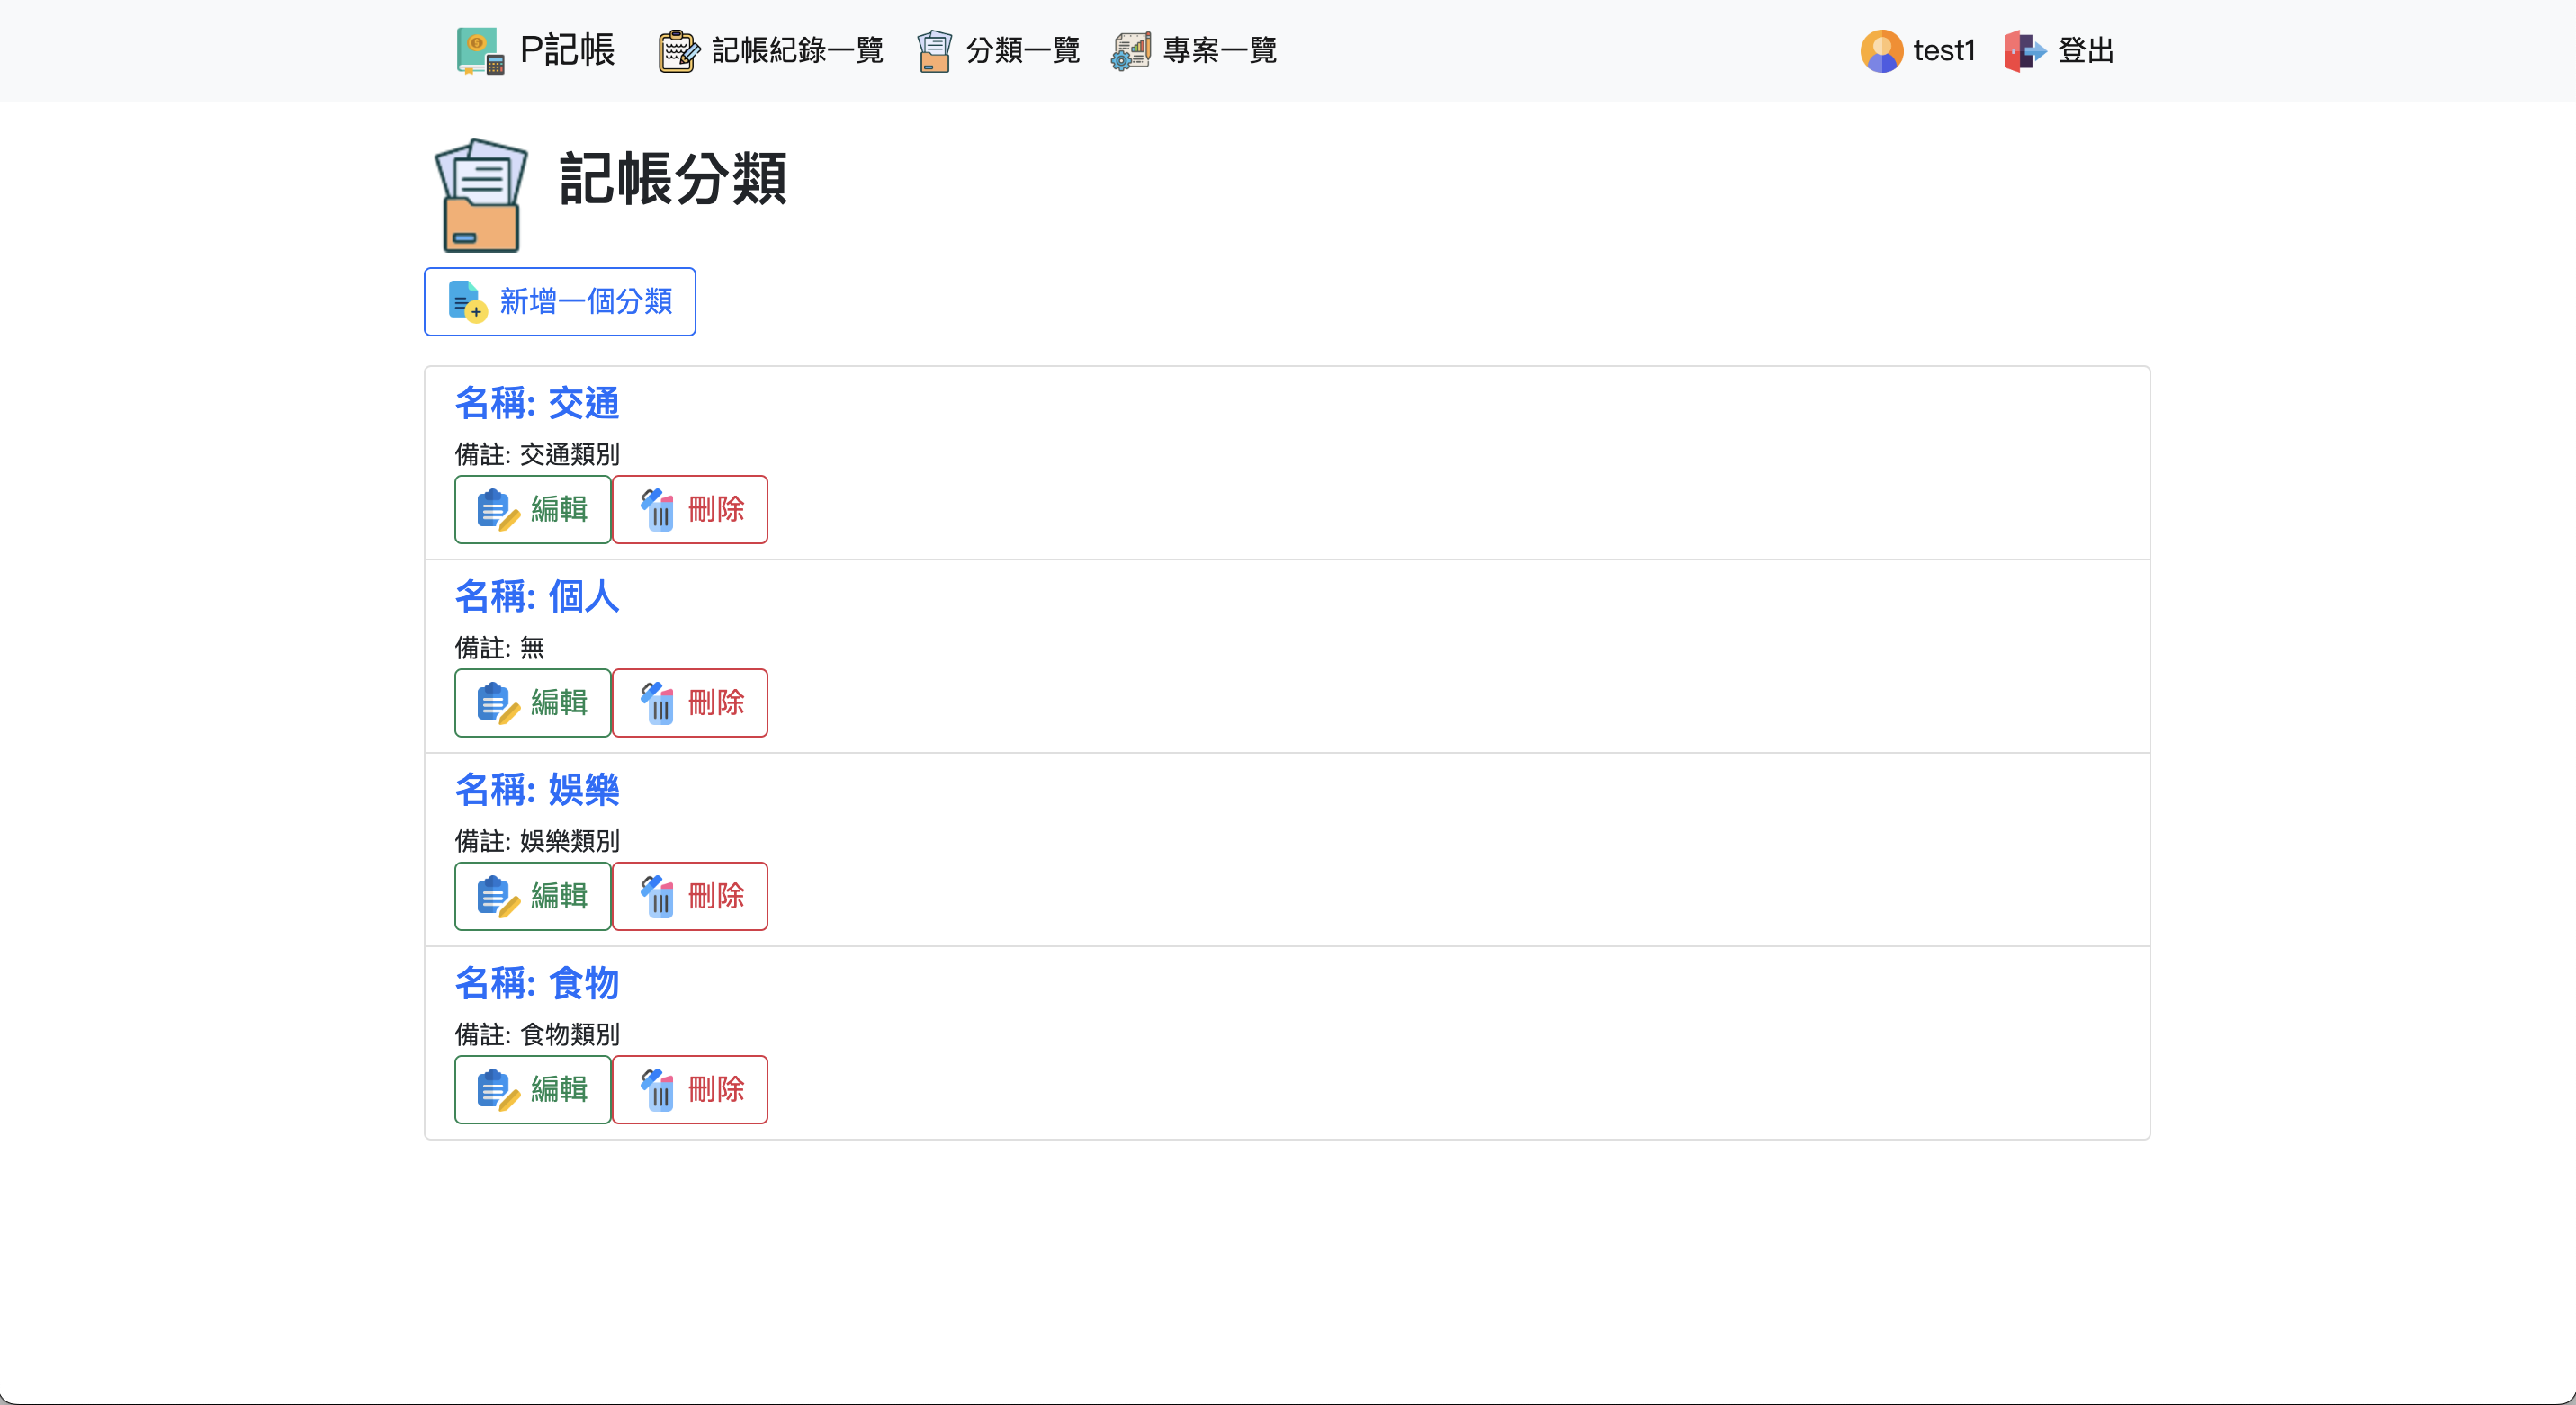 P記帳 記帳紀錄一覽 分類一覽 專案一覽 test1 登出
記帳分類
新增一個分類
名稱: 交通
備註: 交通類別
編輯 刪除
名稱: 個人
備註: 無
編輯 刪除
名稱: 娛樂
備註: 娛樂類別
編輯 刪除
名稱: 食物
備註: 食物類別
編輯 刪除